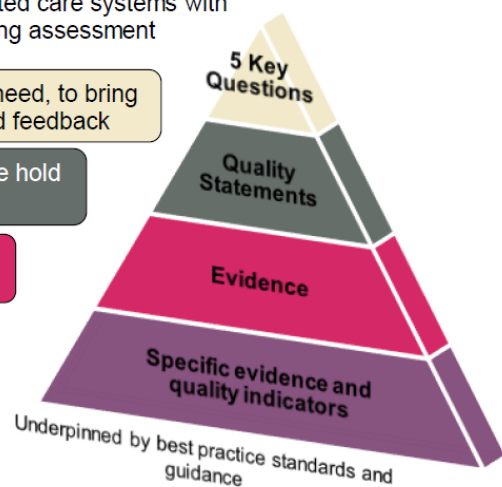 ted care systems with
ng assessment
need, to bring
d feedback
e hold
5 Key
Questions
Quality
Statements
Evidence
Specific evidence and
quality indicators
Underpinned by best practice standards and
guidance